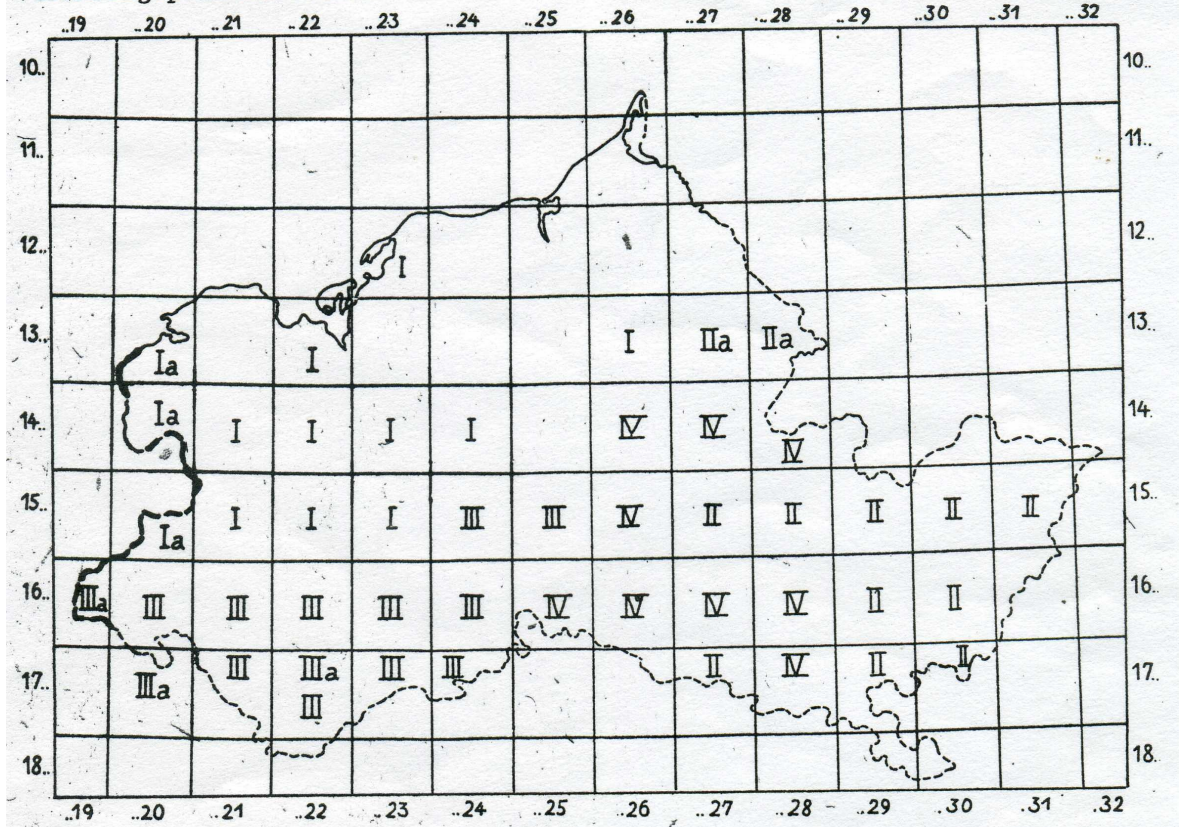 ..19 ..20 ..21 ..22 ..23 ..24 ..25 ..26 ..27 ..28 ..29 ..30 ..31 ..32
10.. 10..
11.. 11..
12.. I 12..
13.. Ia I I IIa IIa 13..
14.. Ia I I I I IV IV IV 14..
15.. Ia I I I III III IV II II II II II 15..
16.. IIIa III III III III III IV IV IV IV II II 16..
17.. IIIa III IIIa III III II IV II II 17..
III
18.. 18..
..19 ..20 ..21 ..22 ..23 ..24 ..25 ..26 ..27 ..28 ..29 ..30 ..31 ..32